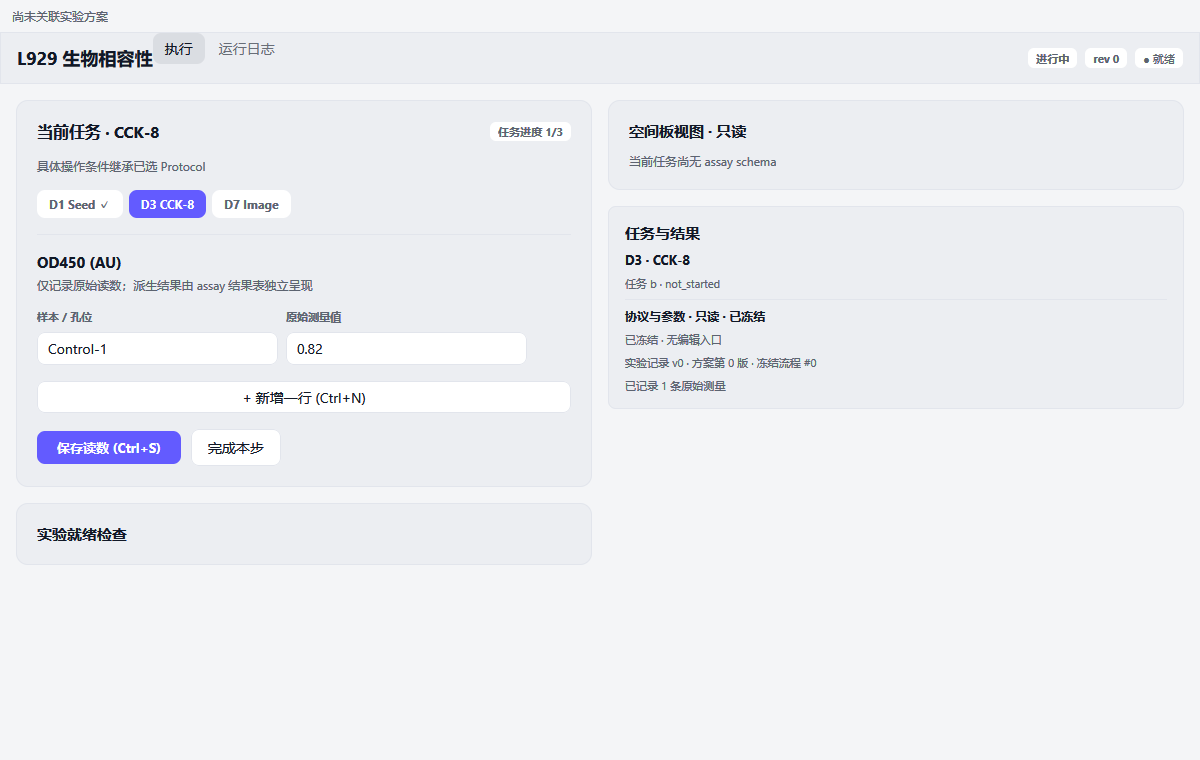 尚未关联实验方案
L929 生物相容性 执行 运行日志 进行中 rev 0 ● 就绪
当前任务 · CCK-8 任务进度 1/3
具体操作条件继承已选 Protocol
D1 Seed ✓ D3 CCK-8 D7 Image
OD450 (AU)
仅记录原始读数；派生结果由 assay 结果表独立呈现
样本 / 孔位 原始测量值
Control-1 0.82
+ 新增一行 (Ctrl+N)
保存读数 (Ctrl+S) 完成本步
实验就绪检查
空间板视图 · 只读
当前任务尚无 assay schema
任务与结果
D3 · CCK-8
任务 b · not_started
协议与参数 · 只读 · 已冻结
已冻结 · 无编辑入口
实验记录 v0 · 方案第 0 版 · 冻结流程 #0
已记录 1 条原始测量